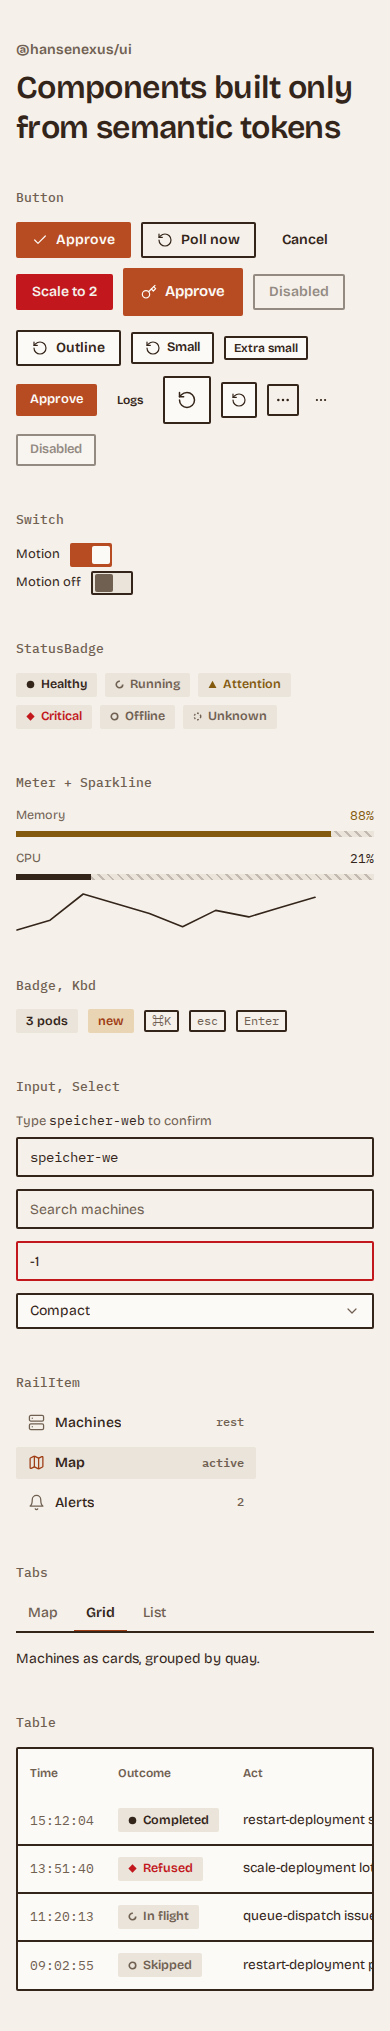 @hansenexus/ui
Components built only
from semantic tokens
Button
Approve Poll now Cancel
Scale to 2 Approve Disabled
Outline Small Extra small
Approve Logs ··· ···
Disabled
Switch
Motion
Motion off
StatusBadge
Healthy Running Attention
Critical Offline Unknown
Meter + Sparkline
Memory 88%
CPU 21%
Badge, Kbd
3 pods new ⌘K esc Enter
Input, Select
Type speicher-web to confirm
speicher-we
Search machines
-1
Compact
RailItem
Machines rest
Map active
Alerts 2
Tabs
Map Grid List
Machines as cards, grouped by quay.
Table
Time Outcome Act
15:12:04 Completed restart-deployment
13:51:40 Refused scale-deployment
11:20:13 In flight queue-dispatch
09:02:55 Skipped restart-deployment